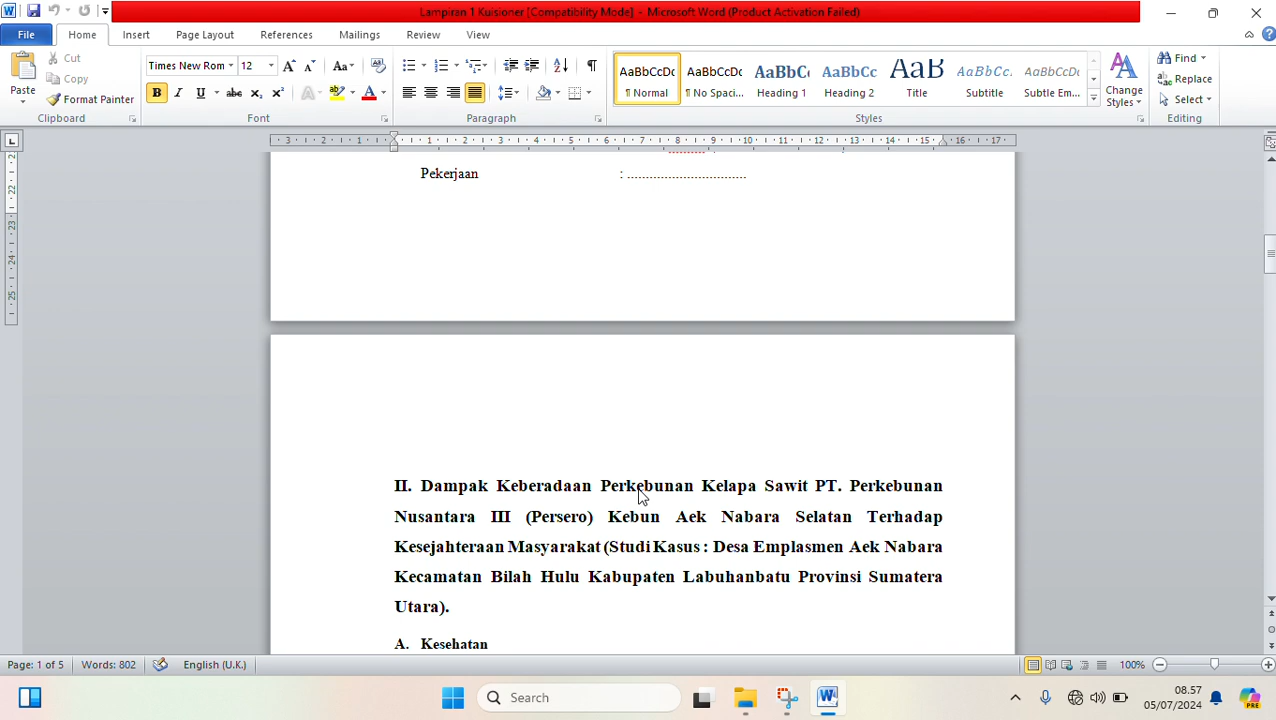 Lampiran 1 Kuisioner [Compatibility Mode] - Microsoft Word (Product Activation Failed)
File Home Insert Page Layout References Mailings Review View
Paste
Cut
Copy
Format Painter
Clipboard
Times New Rom 12
Font
Paragraph
AaBbCcDc AaBbCcDc AaBbCc AaBbCc AaB AaBbCcDc AaBbCcDc
¶ Normal ¶ No Spaci... Heading 1 Heading 2 Title Subtitle Subtle Em...
Change Styles
Styles
Find
Replace
Select
Editing
Pekerjaan : ................................
II. Dampak Keberadaan Perkebunan Kelapa Sawit PT. Perkebunan
Nusantara III (Persero) Kebun Aek Nabara Selatan Terhadap
Kesejahteraan Masyarakat (Studi Kasus : Desa Emplasmen Aek Nabara
Kecamatan Bilah Hulu Kabupaten Labuhanbatu Provinsi Sumatera
Utara).
A. Kesehatan
Page: 1 of 5 Words: 802 English (U.K.) 100%
Search
08.57
05/07/2024